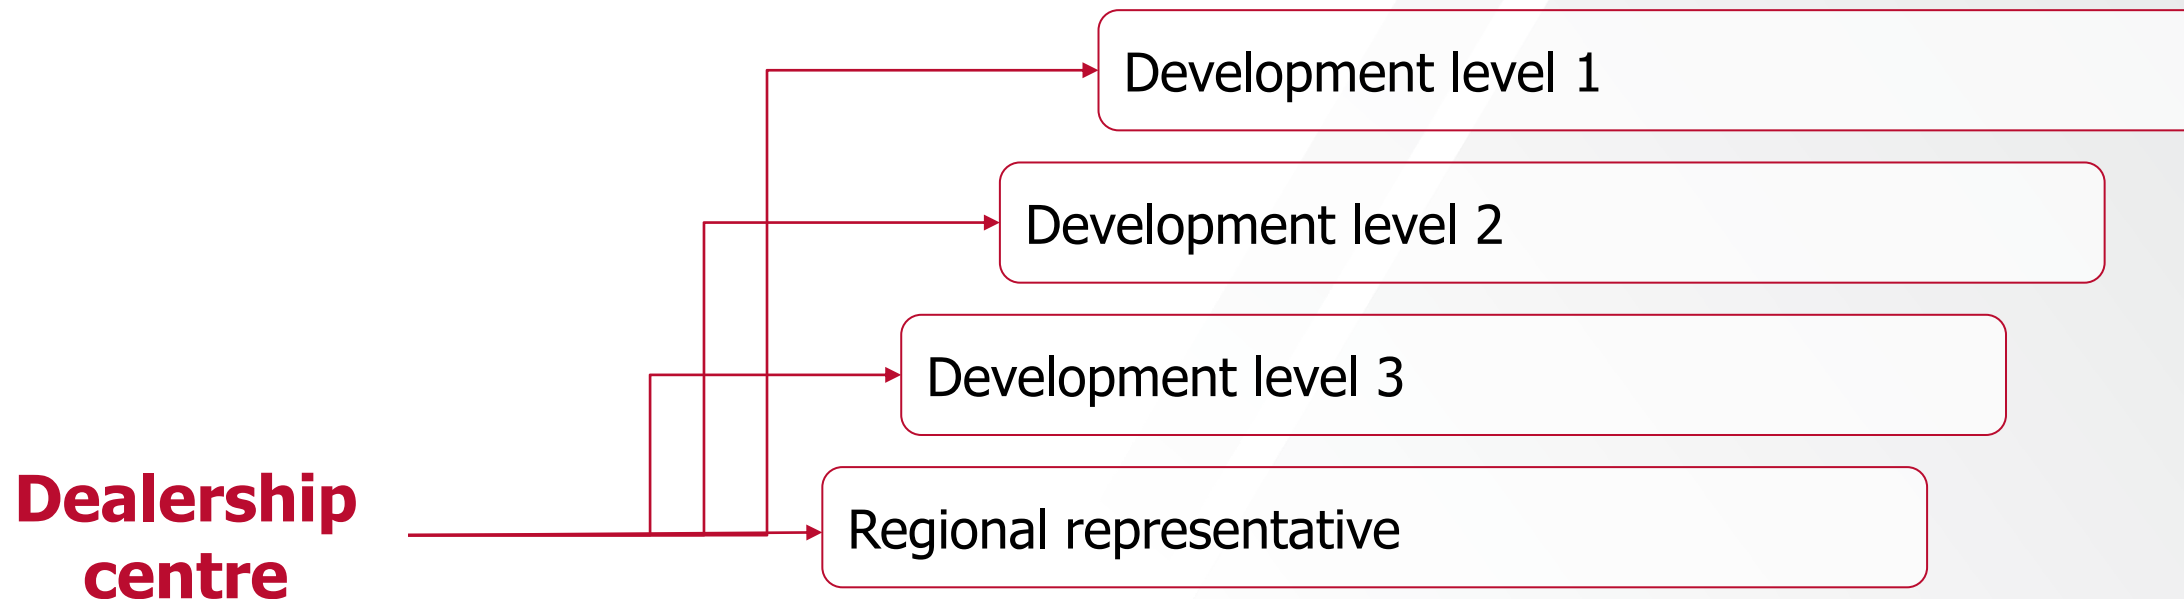 Development level 1
Development level 2
Development level 3
Regional representative
Dealership
centre